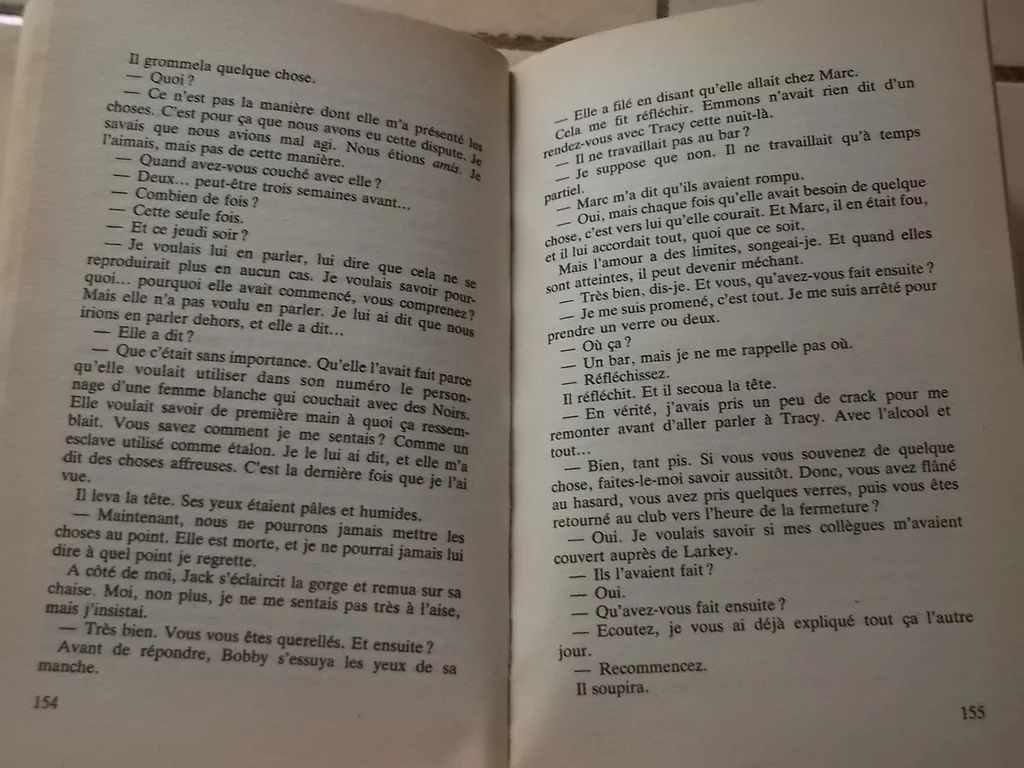 Il grommela quelque chose.
— Quoi ?
— Ce n'est pas la manière dont elle m'a présenté les
choses. C'est pour ça que nous avons eu cette dispute. Je
savais que nous avions mal agi. Nous étions amis. Je
l'aimais, mais pas de cette manière.
— Quand avez-vous couché avec elle ?
— Deux... peut-être trois semaines avant...
— Combien de fois ?
— Cette seule fois.
— Et ce jeudi soir ?
— Je voulais lui en parler, lui dire que cela ne se
reproduirait plus en aucun cas. Je voulais savoir pour-
quoi... pourquoi elle avait commencé, vous comprenez ?
Mais elle n'a pas voulu en parler. Je lui ai dit que nous
irions en parler dehors, et elle a dit...
— Elle a dit ?
— Que c'était sans importance. Qu'elle l'avait fait parce
qu'elle voulait utiliser dans son numéro le person-
nage d'une femme blanche qui couchait avec des Noirs.
Elle voulait savoir de première main à quoi ça ressem-
blait. Vous savez comment je me sentais ? Comme un
esclave utilisé comme étalon. Je le lui ai dit, et elle m'a
dit des choses affreuses. C'est la dernière fois que je l'ai
vue.
Il leva la tête. Ses yeux étaient pâles et humides.
— Maintenant, nous ne pourrons jamais mettre les
choses au point. Elle est morte, et je ne pourrai jamais lui
dire à quel point je regrette.
A côté de moi, Jack s'éclaircit la gorge et remua sur sa
chaise. Moi, non plus, je ne me sentais pas très à l'aise,
mais j'insistai.
— Très bien. Vous vous êtes querellés. Et ensuite ?
Avant de répondre, Bobby s'essuya les yeux de sa
manche.
154
— Elle a filé en disant qu'elle allait chez Marc.
Cela me fit réfléchir. Emmons n'avait rien dit d'un
rendez-vous avec Tracy cette nuit-là.
— Il ne travaillait pas au bar ?
— Je suppose que non. Il ne travaillait qu'à temps
partiel.
— Marc m'a dit qu'ils avaient rompu.
— Oui, mais chaque fois qu'elle avait besoin de quelque
chose, c'est vers lui qu'elle courait. Et Marc, il en était fou,
et il lui accordait tout, quoi que ce soit.
Mais l'amour a des limites, songeai-je. Et quand elles
sont atteintes, il peut devenir méchant.
— Très bien, dis-je. Et vous, qu'avez-vous fait ensuite ?
— Je me suis promené, c'est tout. Je me suis arrêté pour
prendre un verre ou deux.
— Où ça ?
— Un bar, mais je ne me rappelle pas où.
— Réfléchissez.
Il réfléchit. Et il secoua la tête.
— En vérité, j'avais pris un peu de crack pour me
remonter avant d'aller parler à Tracy. Avec l'alcool et
tout...
— Bien, tant pis. Si vous vous souvenez de quelque
chose, faites-le-moi savoir aussitôt. Donc, vous avez flâné
au hasard, vous avez pris quelques verres, puis vous êtes
retourné au club vers l'heure de la fermeture ?
— Oui. Je voulais savoir si mes collègues m'avaient
couvert auprès de Larkey.
— Ils l'avaient fait ?
— Oui.
— Qu'avez-vous fait ensuite ?
— Ecoutez, je vous ai déjà expliqué tout ça l'autre
jour.
— Recommencez.
Il soupira.
155